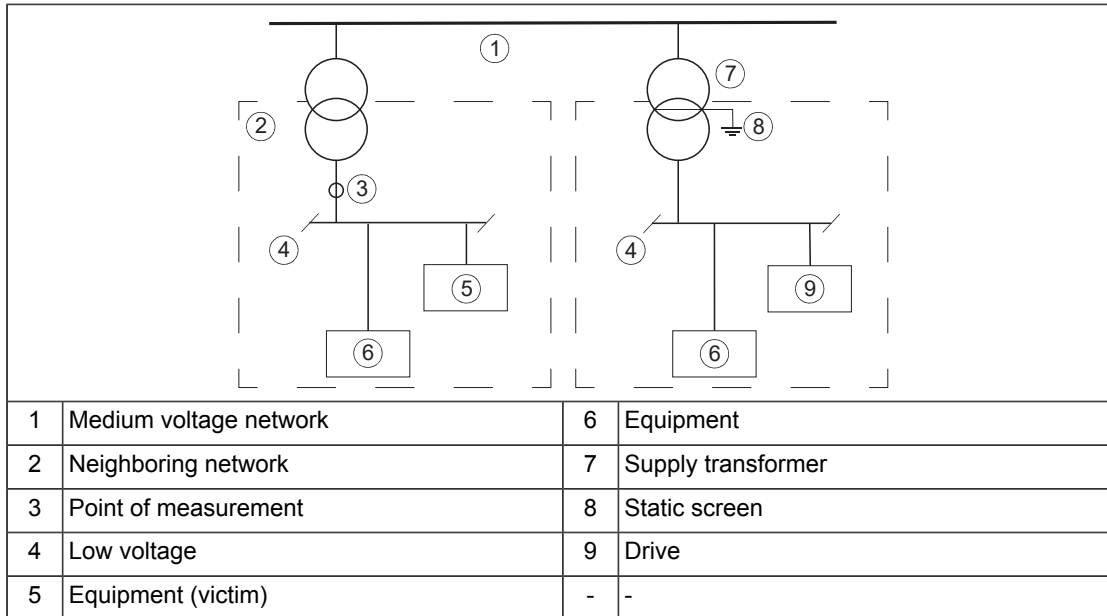 1
7
2
8
3
4
4
5
9
6
6
1 Medium voltage network 6 Equipment
2 Neighboring network 7 Supply transformer
3 Point of measurement 8 Static screen
4 Low voltage 9 Drive
5 Equipment (victim) - -